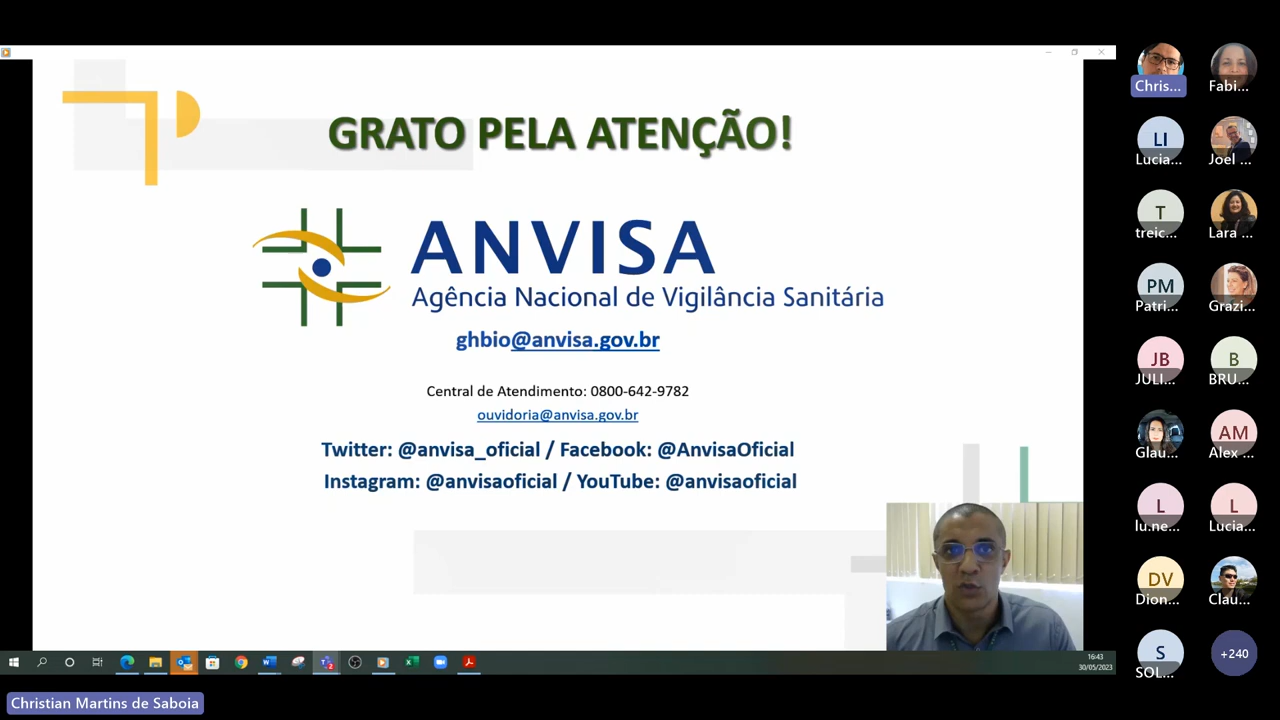 GRATO PELA ATENÇÃO!
ANVISA
Agência Nacional de Vigilância Sanitária
ghbio@anvisa.gov.br
Central de Atendimento: 0800-642-9782
ouvidoria@anvisa.gov.br
Twitter: @anvisa_oficial / Facebook: @AnvisaOficial
Instagram: @anvisaoficial / YouTube: @anvisaoficial
16:43
30/05/2023
Christian Martins de Saboia
Chris...
Fabi...
LI
Lucia...
Joel ...
T
treic...
Lara ...
PM
Patri...
Grazi...
JB
JULI...
B
BRU...
Glau...
AM
Alex ...
L
lu.ne...
L
Lucia...
DV
Dion...
Clau...
S
SOL...
+240